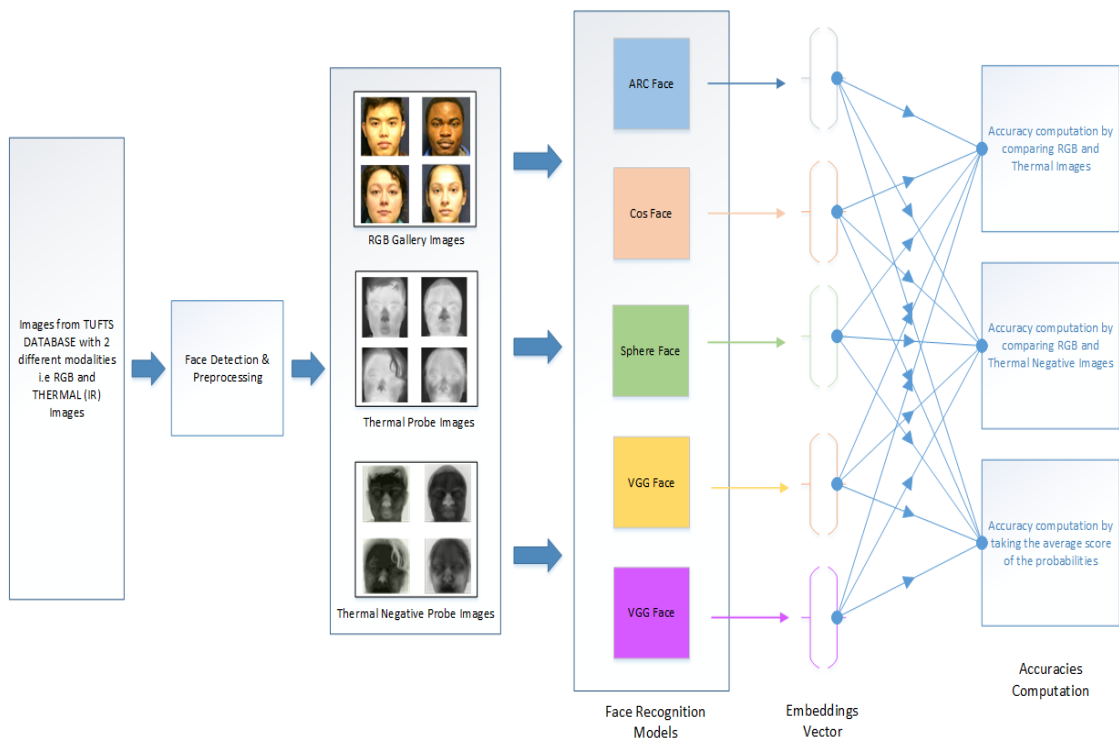 Images from TUFTS
DATABASE with 2
different modalities
i.e RGB and
THERMAL (IR)
Images
Face Detection &
Preprocessing
RGB Gallery Images
Thermal Probe Images
Thermal Negative Probe Images
ARC Face
Cos Face
Sphere Face
VGG Face
VGG Face
Face Recognition
Models
Embeddings
Vector
Accuracy computation by
comparing RGB and
Thermal Images
Accuracy computation by
comparing RGB and
Thermal Negative Images
Accuracy computation by
taking the average score
of the probabilities
Accuracies
Computation